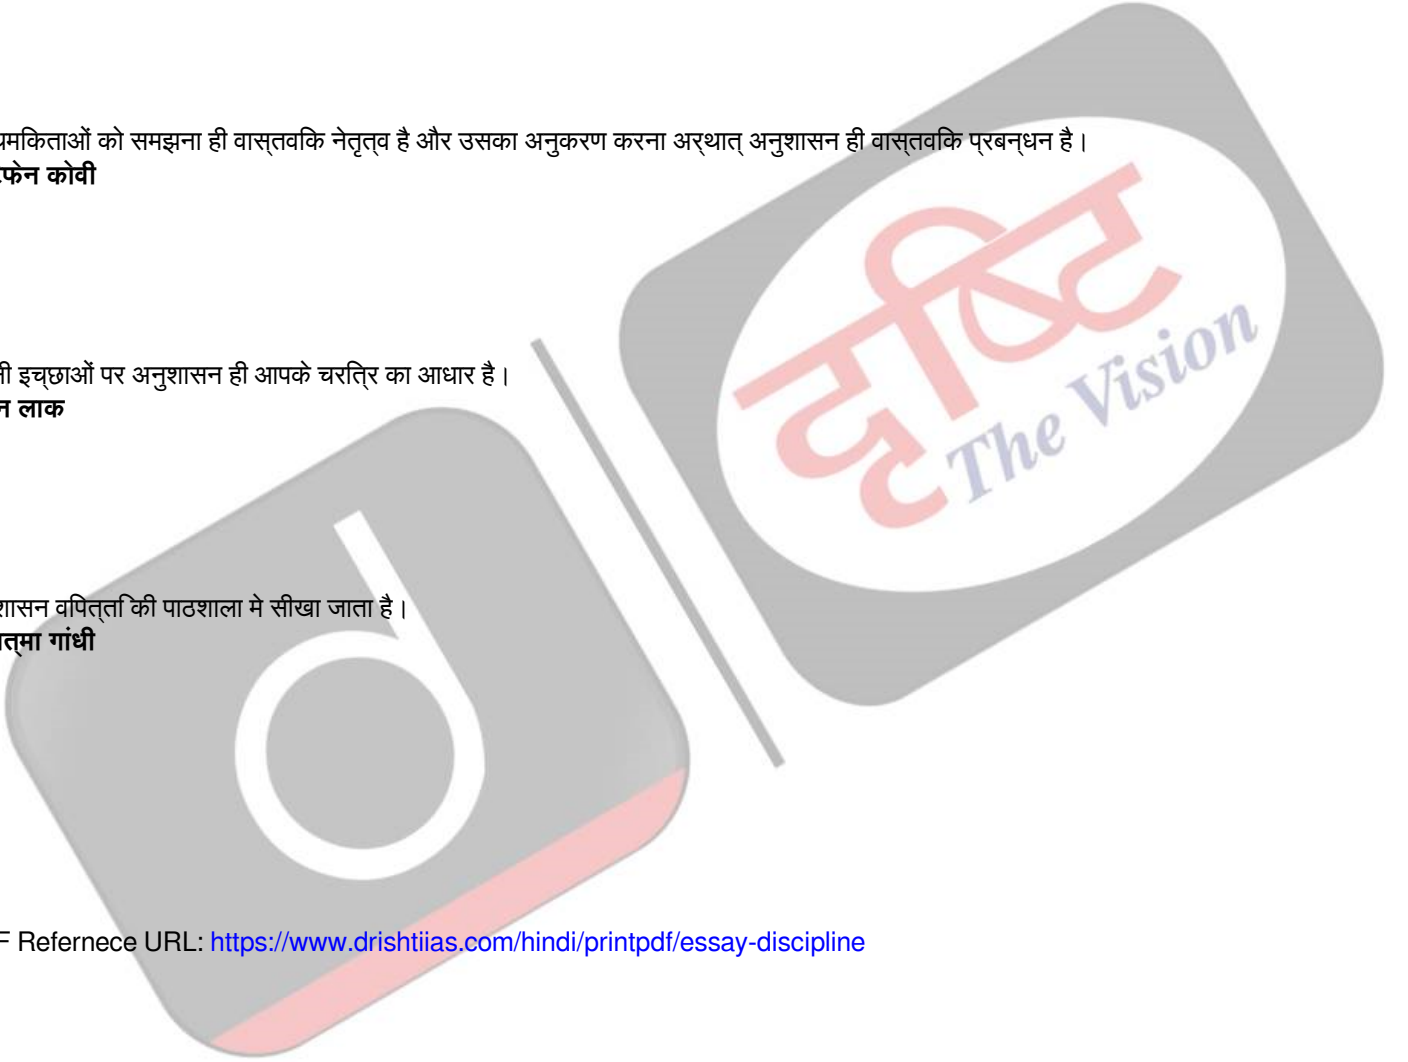 थमकिताओं को समझना ही वास्तवकि नेतृत्व है और उसका अनुकरण करना अर्थात् अनुशासन ही वास्तवकि प्रबन्धन है।
फेन कोवी
नी इच्छाओं पर अनुशासन ही आपके चरति्र का आधार है।
न लाक
शासन वपित्तिकी पाठशाला मे सीखा जाता है।
त्मा गांधी
दृष्टि
The Vision
d
F Refernece URL: https://www.drishtiias.com/hindi/printpdf/essay-discipline